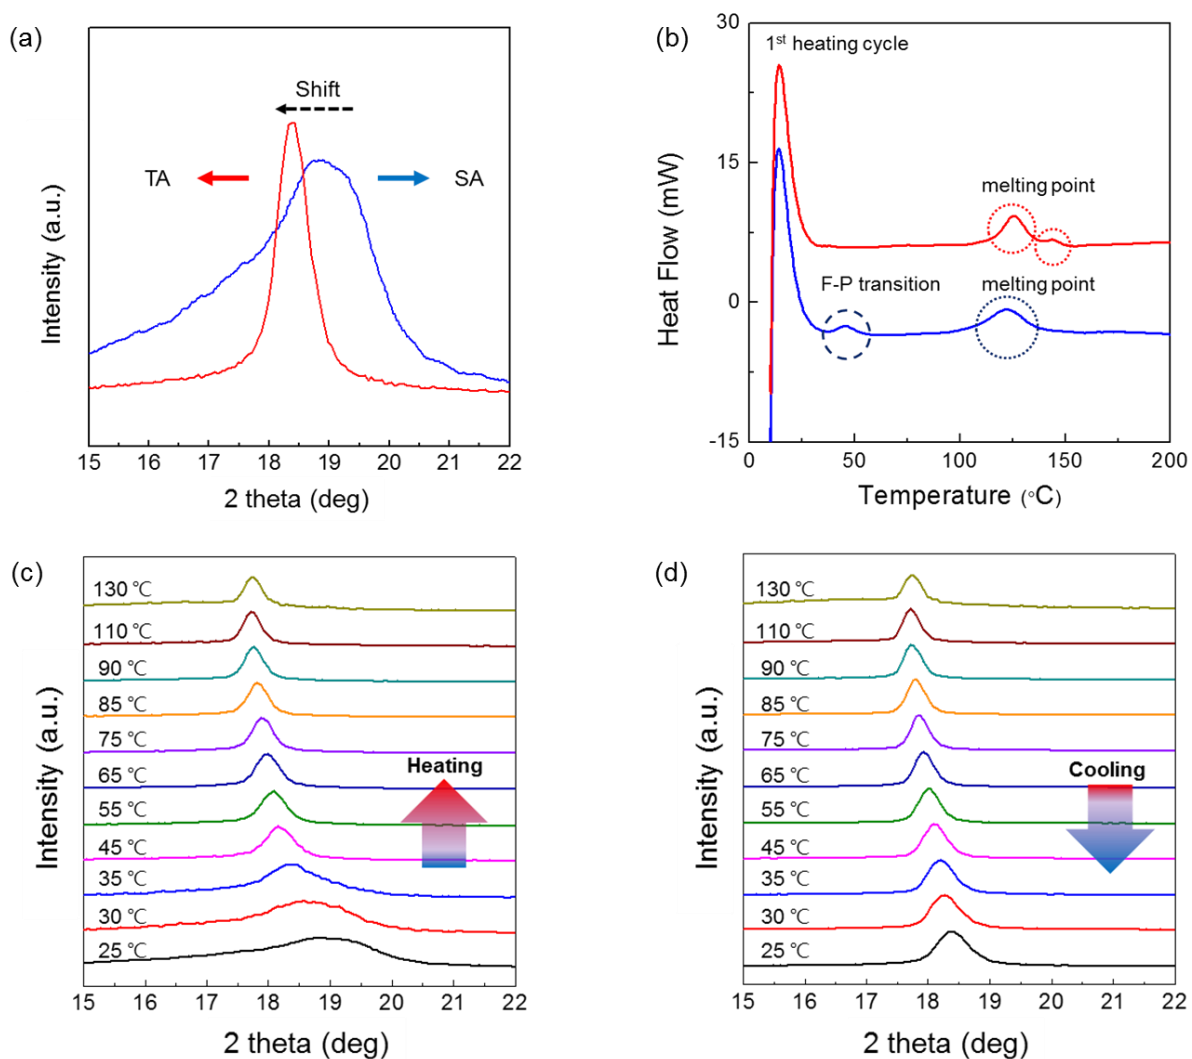 (a)
Shift
TA
SA
Intensity (a.u.)
15 16 17 18 19 20 21 22
2 theta (deg)
(b)
30
15
0
-15
1st heating cycle
melting point
F-P transition
melting point
Heat Flow (mW)
0 50 100 150 200
Temperature (°C)
(c)
130 ℃
110 ℃
90 ℃
85 ℃
75 ℃
65 ℃
55 ℃
45 ℃
35 ℃
30 ℃
25 ℃
Heating
Intensity (a.u.)
15 16 17 18 19 20 21 22
2 theta (deg)
(d)
130 ℃
110 ℃
90 ℃
85 ℃
75 ℃
65 ℃
55 ℃
45 ℃
35 ℃
30 ℃
25 ℃
Cooling
Intensity (a.u.)
15 16 17 18 19 20 21 22
2 theta (deg)